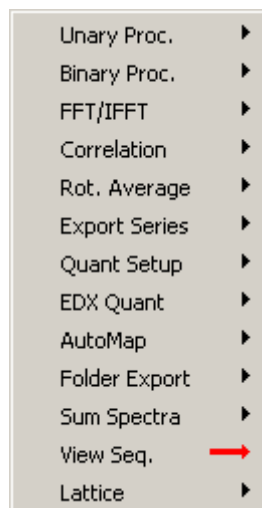 Unary Proc.
Binary Proc.
FFT/IFFT
Correlation
Rot. Average
Export Series
Quant Setup
EDX Quant
AutoMap
Folder Export
Sum Spectra
View Seq.
Lattice